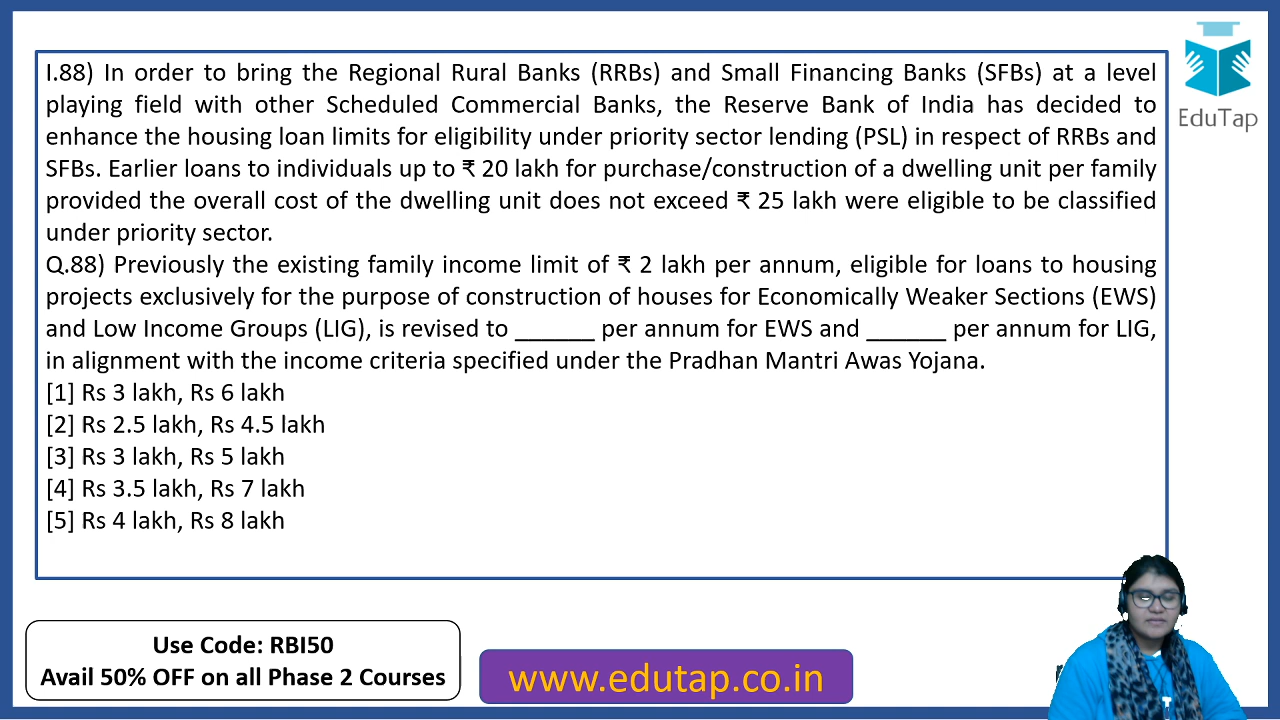 I.88) In order to bring the Regional Rural Banks (RRBs) and Small Financing Banks (SFBs) at a level
playing field with other Scheduled Commercial Banks, the Reserve Bank of India has decided to
enhance the housing loan limits for eligibility under priority sector lending (PSL) in respect of RRBs and
SFBs. Earlier loans to individuals up to ₹ 20 lakh for purchase/construction of a dwelling unit per family
provided the overall cost of the dwelling unit does not exceed ₹ 25 lakh were eligible to be classified
under priority sector.
Q.88) Previously the existing family income limit of ₹ 2 lakh per annum, eligible for loans to housing
projects exclusively for the purpose of construction of houses for Economically Weaker Sections (EWS)
and Low Income Groups (LIG), is revised to ______ per annum for EWS and ______ per annum for LIG,
in alignment with the income criteria specified under the Pradhan Mantri Awas Yojana.
[1] Rs 3 lakh, Rs 6 lakh
[2] Rs 2.5 lakh, Rs 4.5 lakh
[3] Rs 3 lakh, Rs 5 lakh
[4] Rs 3.5 lakh, Rs 7 lakh
[5] Rs 4 lakh, Rs 8 lakh
EduTap
Use Code: RBI50
Avail 50% OFF on all Phase 2 Courses
www.edutap.co.in